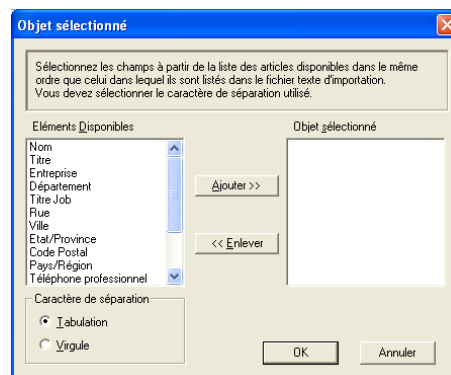 Objet sélectionné
Sélectionnez les champs à partir de la liste des articles disponibles dans le même
ordre que celui dans lequel ils sont listés dans le fichier texte d'importation.
Vous devez sélectionner le caractère de séparation utilisé.
Eléments Disponibles
Objet sélectionné
Nom
Titre
Entreprise
Département
Titre Job
Rue
Ville
Etat/Province
Code Postal
Pays/Région
Téléphone professionnel
Ajouter >>
<< Enlever
Caractère de séparation
Tabulation
Virgule
OK
Annuler